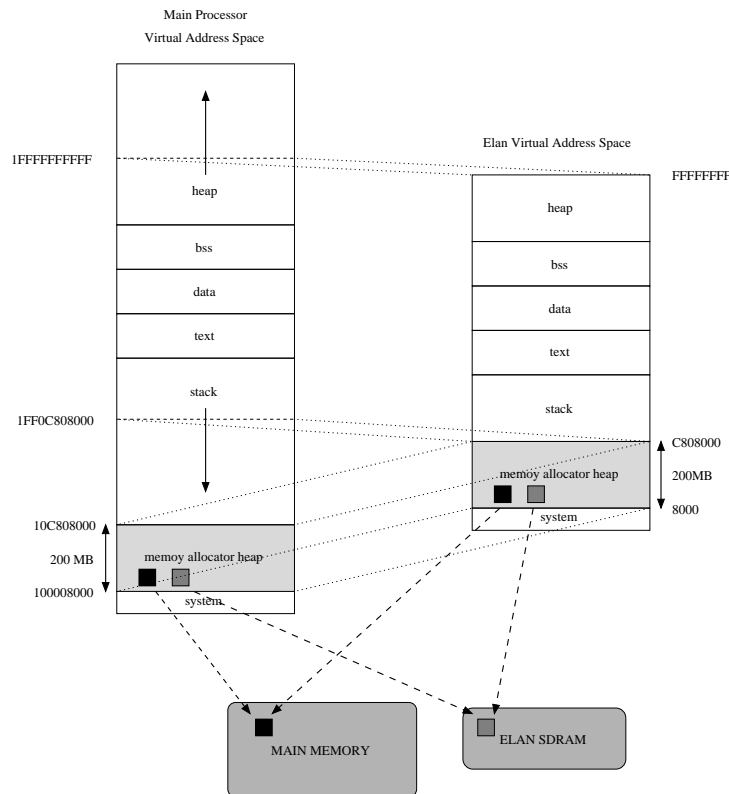 Main Processor
Virtual Address Space
Elan Virtual Address Space
1FFFFFFFFFF
FFFFFFFF
heap
heap
bss
bss
data
data
text
text
stack
stack
1FF0C808000
C808000
memoy allocator heap
200MB
8000
system
10C808000
memoy allocator heap
200 MB
100008000
system
MAIN MEMORY
ELAN SDRAM